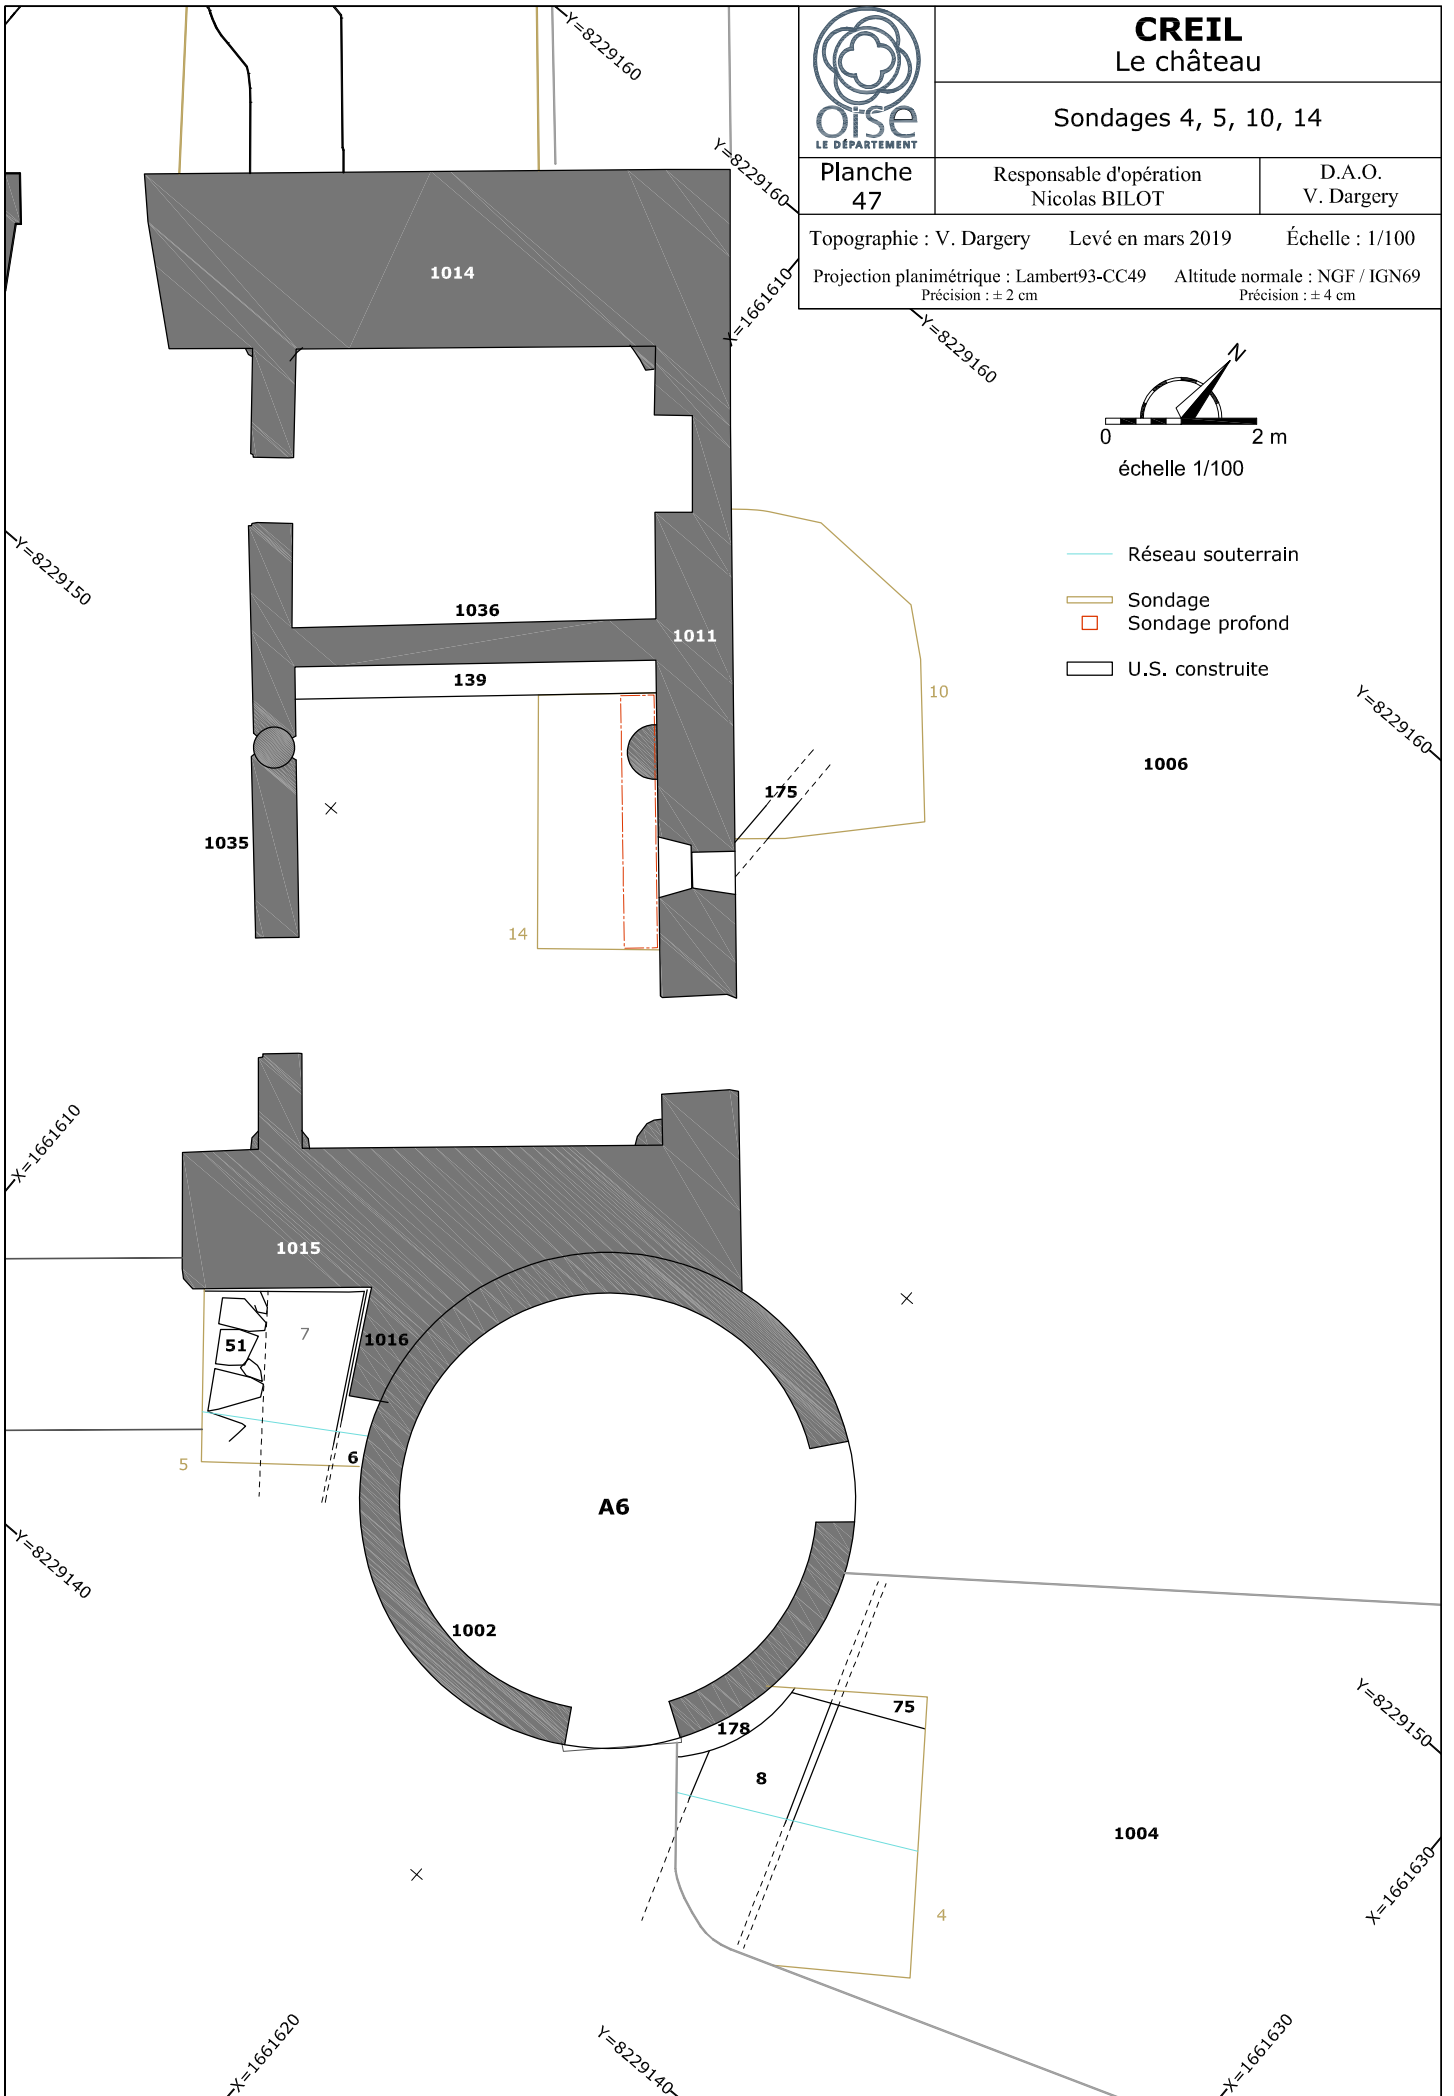 CREIL
Le château
Sondages 4, 5, 10, 14
oise
LE DÉPARTEMENT
Planche
47
Responsable d'opération
Nicolas BILOT
D.A.O.
V. Dargery
Topographie : V. Dargery Levé en mars 2019 Échelle : 1/100
Projection planimétrique : Lambert93-CC49 Altitude normale : NGF / IGN69
Précision : ± 2 cm Précision : ± 4 cm
Y=8229160
Y=8229160
X=1661610
Y=8229160
N
0 2 m
échelle 1/100
Réseau souterrain
Sondage
Sondage profond
U.S. construite
1014
Y=8229150
1036
1011
139
10
Y=8229160
1006
175
1035
14
X=1661610
1015
7
51
1016
6
5
A6
Y=8229140
1002
178
75
8
Y=8229150
1004
X=1661630
4
X=1661620
Y=8229140
X=1661630